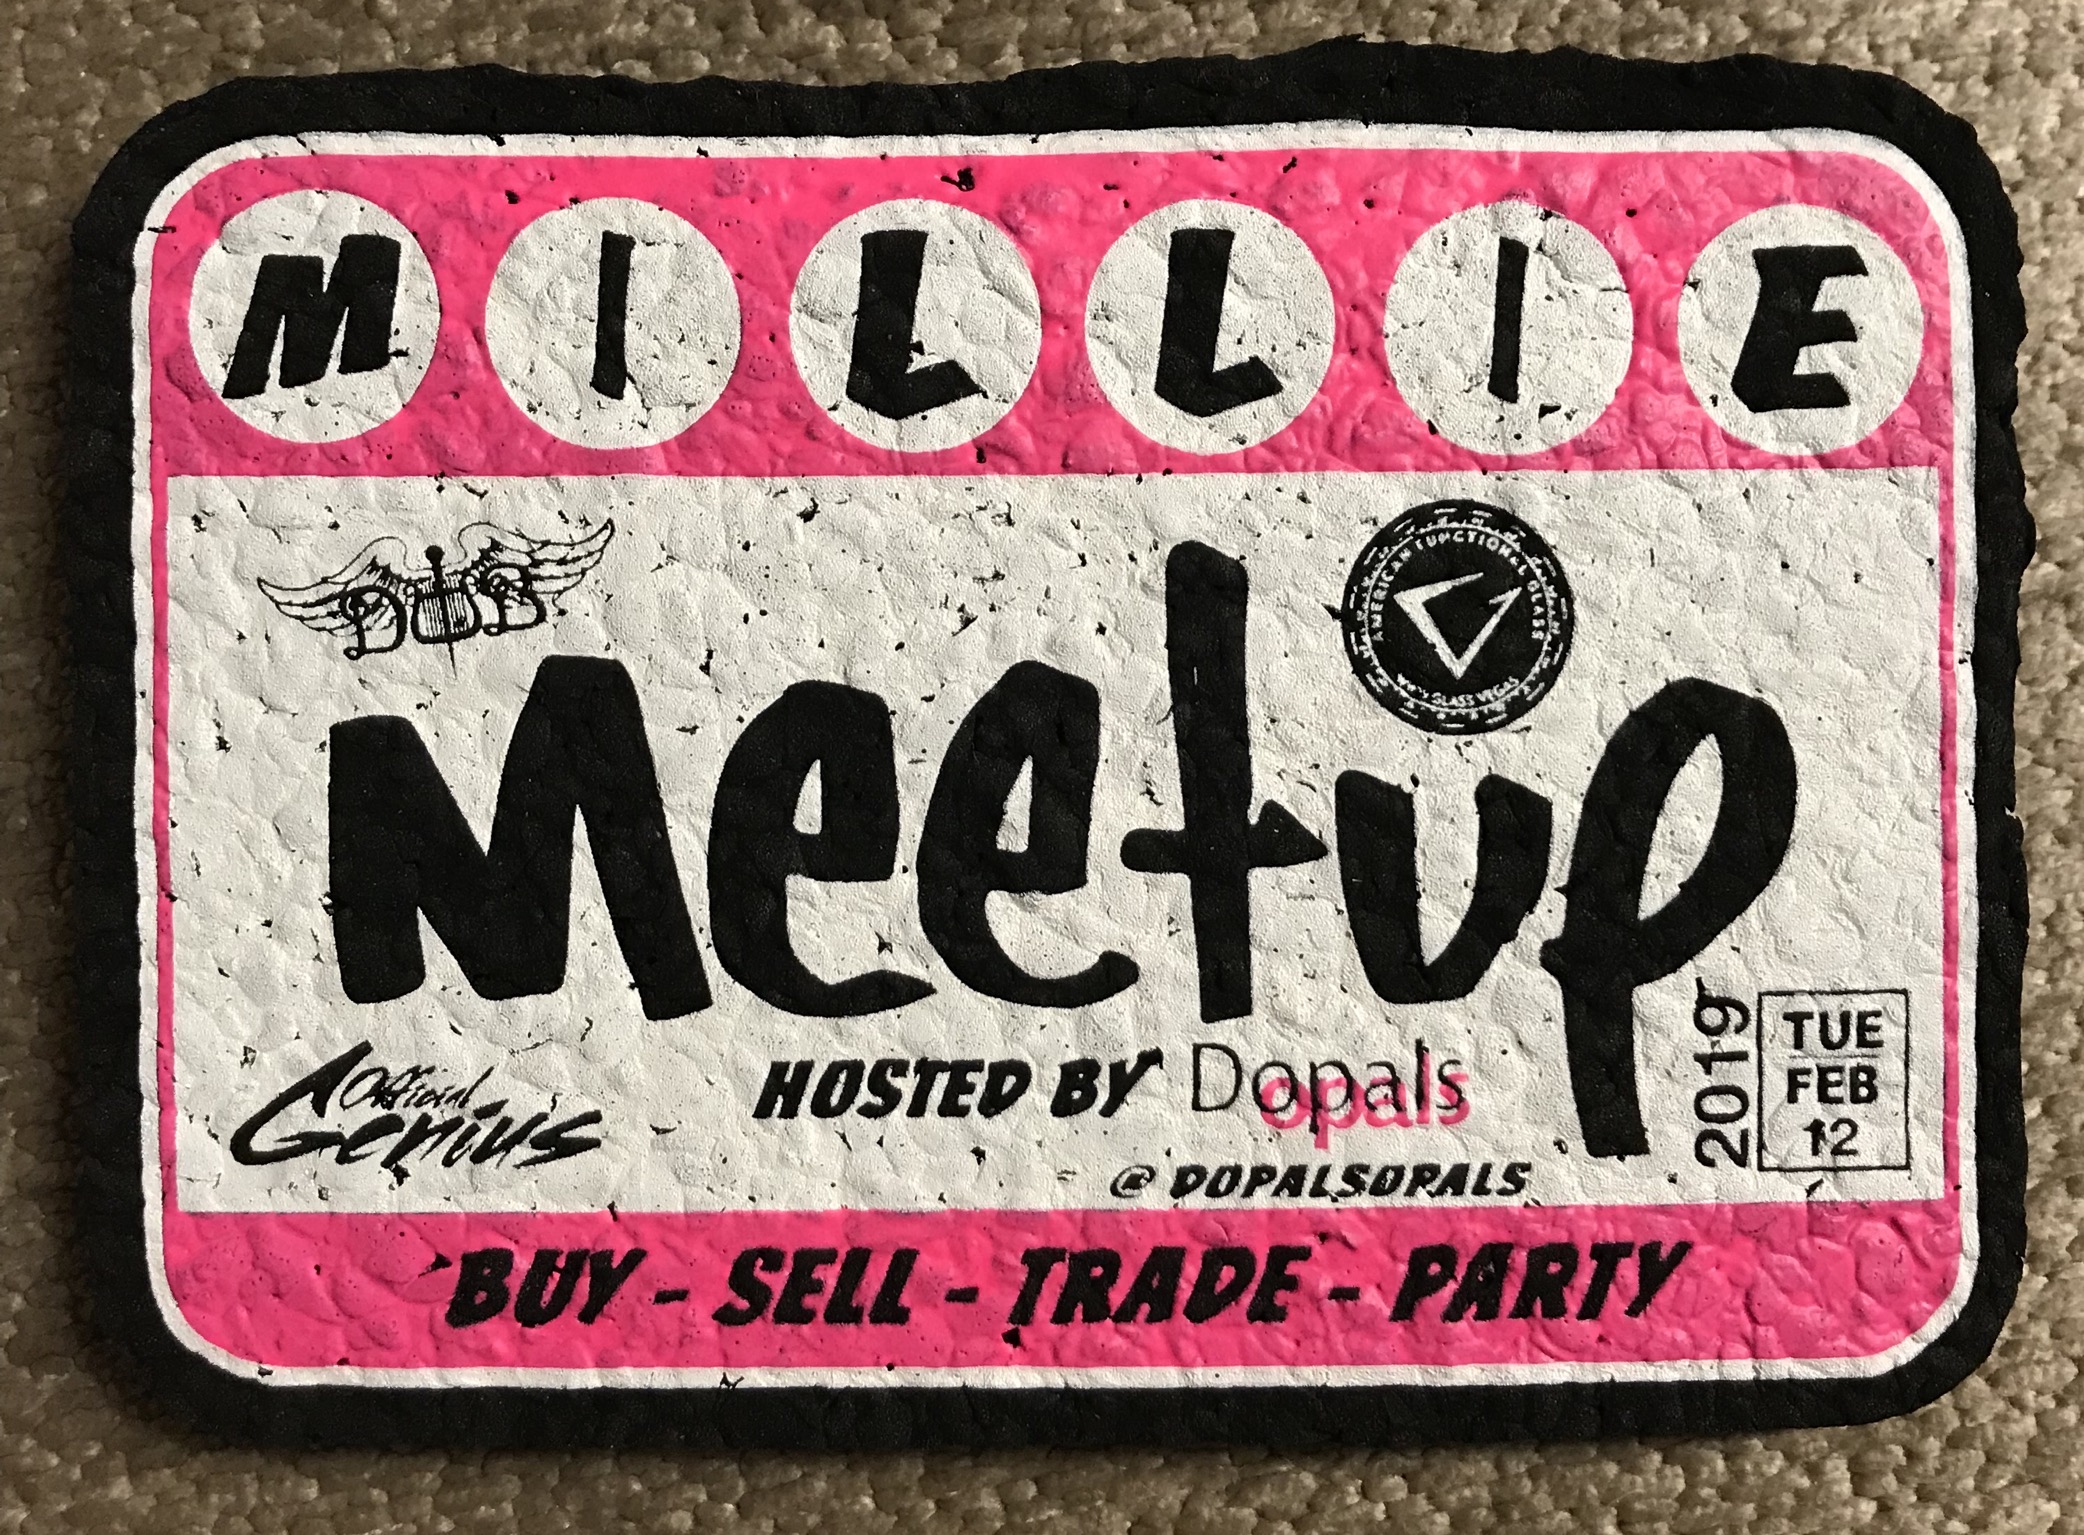 MILLIE
DOB
AMERICAN FUNCTIONAL GLASS
meetup
2019
TUE
FEB
12
Official
Genius
HOSTED BY Dopals
opals
@DOPALSOPALS
BUY - SELL - TRADE - PARTY